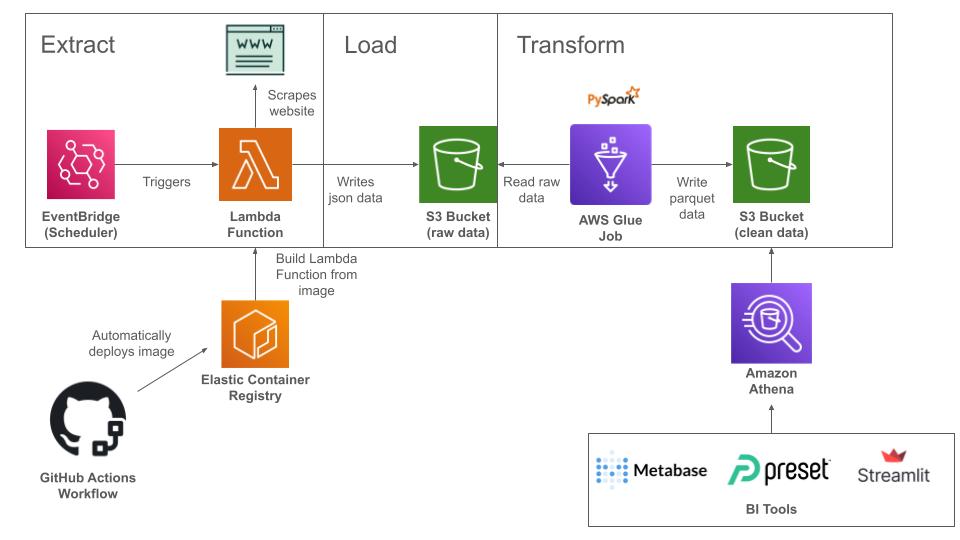 Extract
Load
Transform
WWW
Scrapes
website
PySpark
Triggers
Writes
json data
Read raw
data
Write
parquet
data
EventBridge
(Scheduler)
Lambda
Function
S3 Bucket
(raw data)
AWS Glue
Job
S3 Bucket
(clean data)
Build Lambda
Function from
image
Automatically
deploys image
Elastic Container
Registry
Amazon
Athena
GitHub Actions
Workflow
Metabase
preset
Streamlit
BI Tools